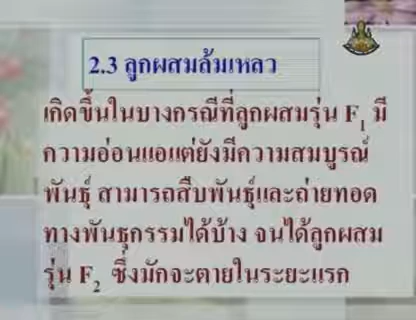 2.3 ลูกผสมล้มเหลว
เกิดขึ้นในบางกรณีที่ลูกผสมรุ่น F₁ มี
ความอ่อนแอแต่ยังมีความสมบูรณ์
พันธุ์ สามารถสืบพันธุ์และถ่ายทอด
ทางพันธุกรรมได้บ้าง จนได้ลูกผสม
รุ่น F₂ ซึ่งมักจะตายในระยะแรก